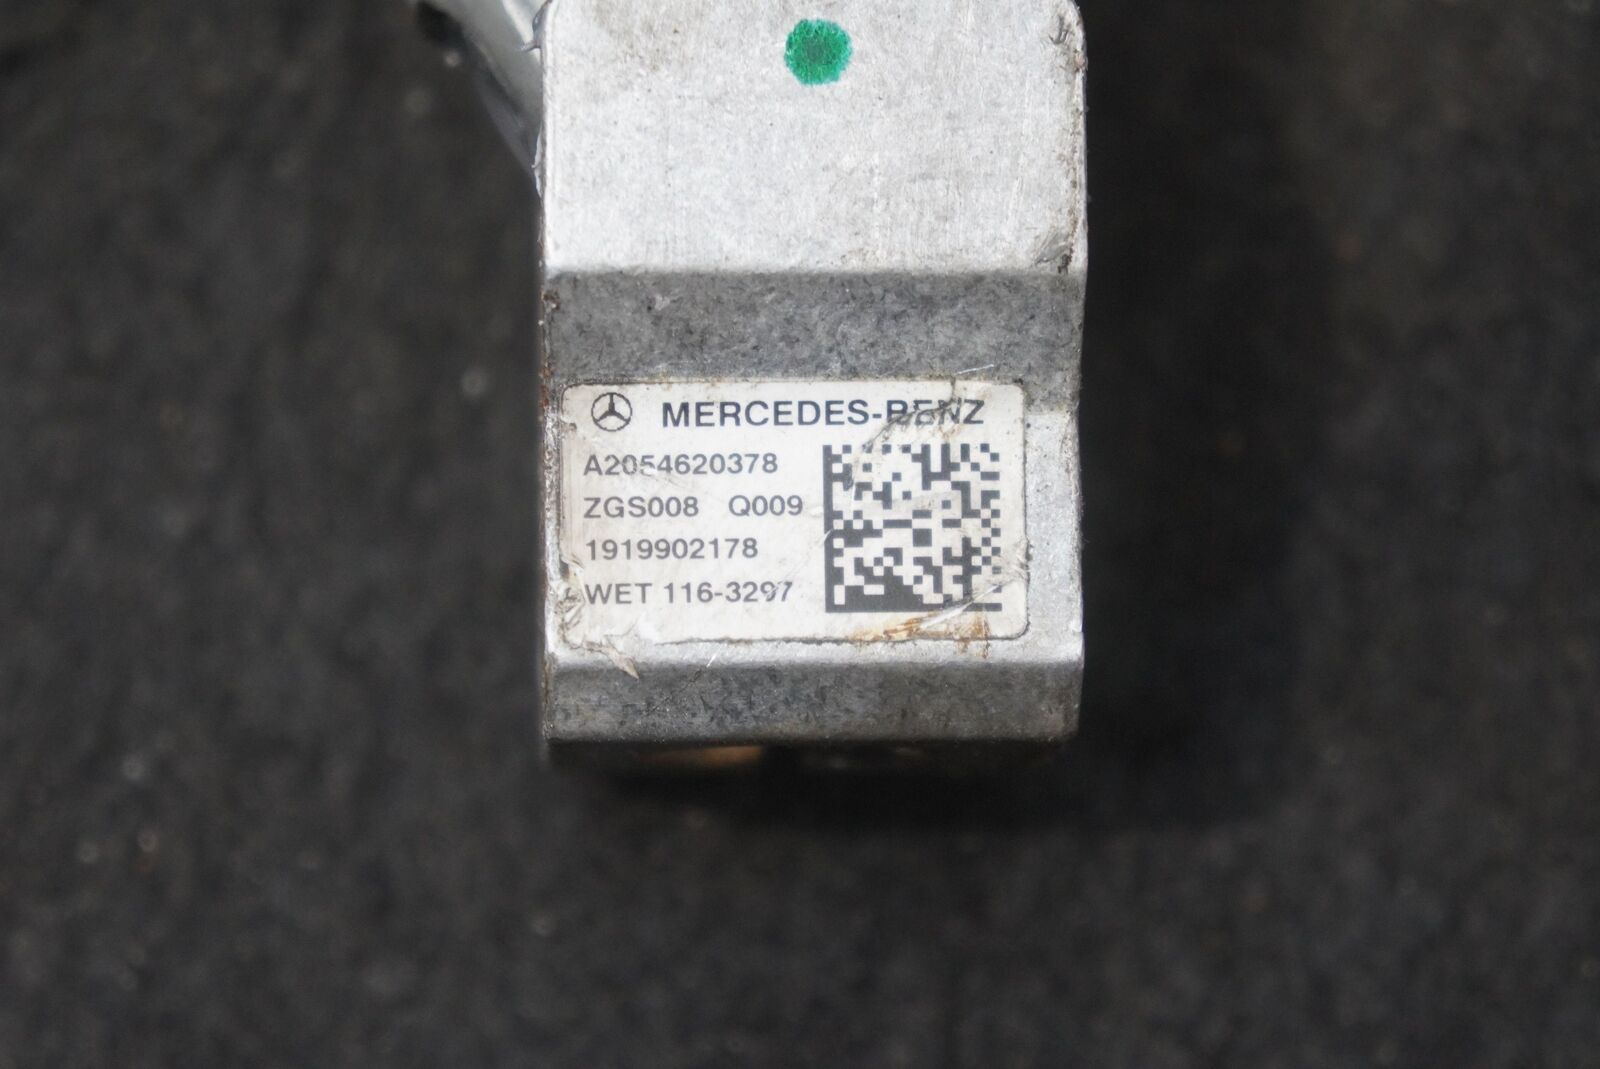 MERCEDES-BENZ
A2054620378
ZGS008 Q009
1919902178
WET 116-3297